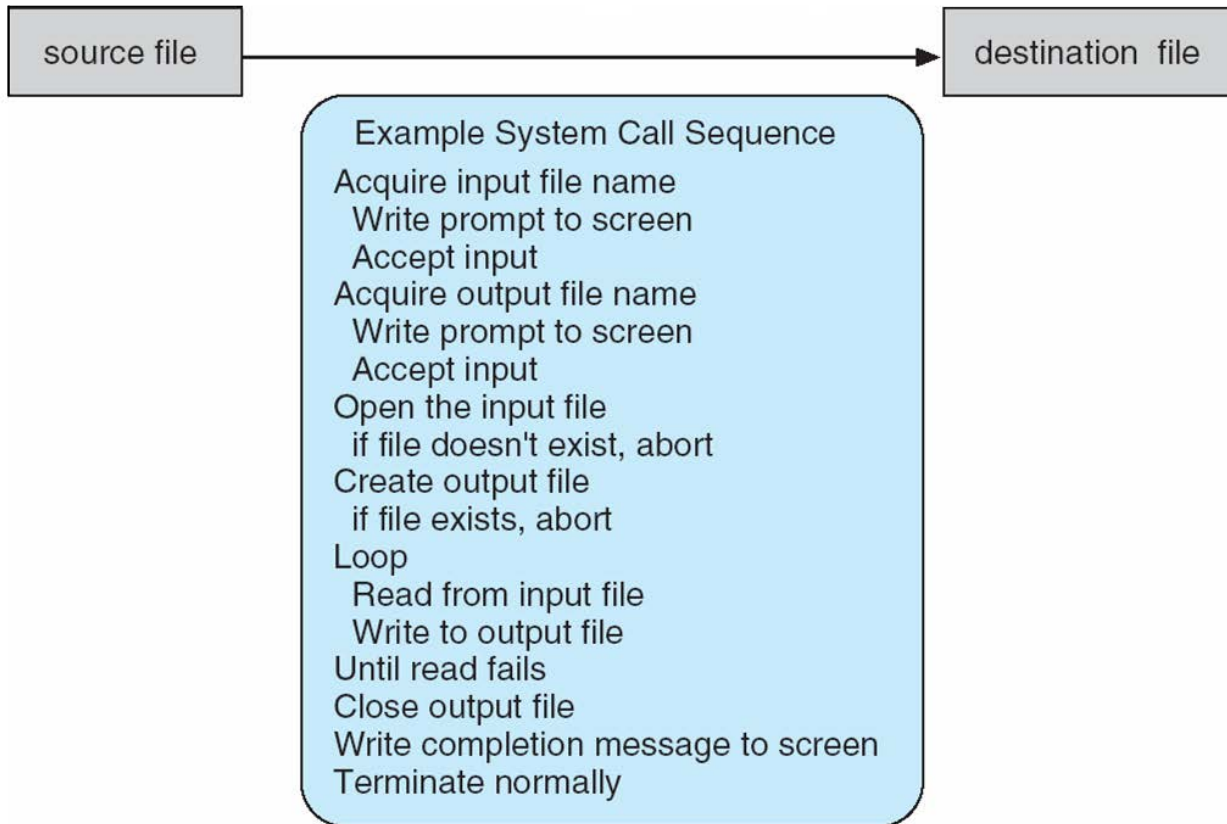 source file
destination file
Example System Call Sequence
Acquire input file name
Write prompt to screen
Accept input
Acquire output file name
Write prompt to screen
Accept input
Open the input file
if file doesn't exist, abort
Create output file
if file exists, abort
Loop
Read from input file
Write to output file
Until read fails
Close output file
Write completion message to screen
Terminate normally